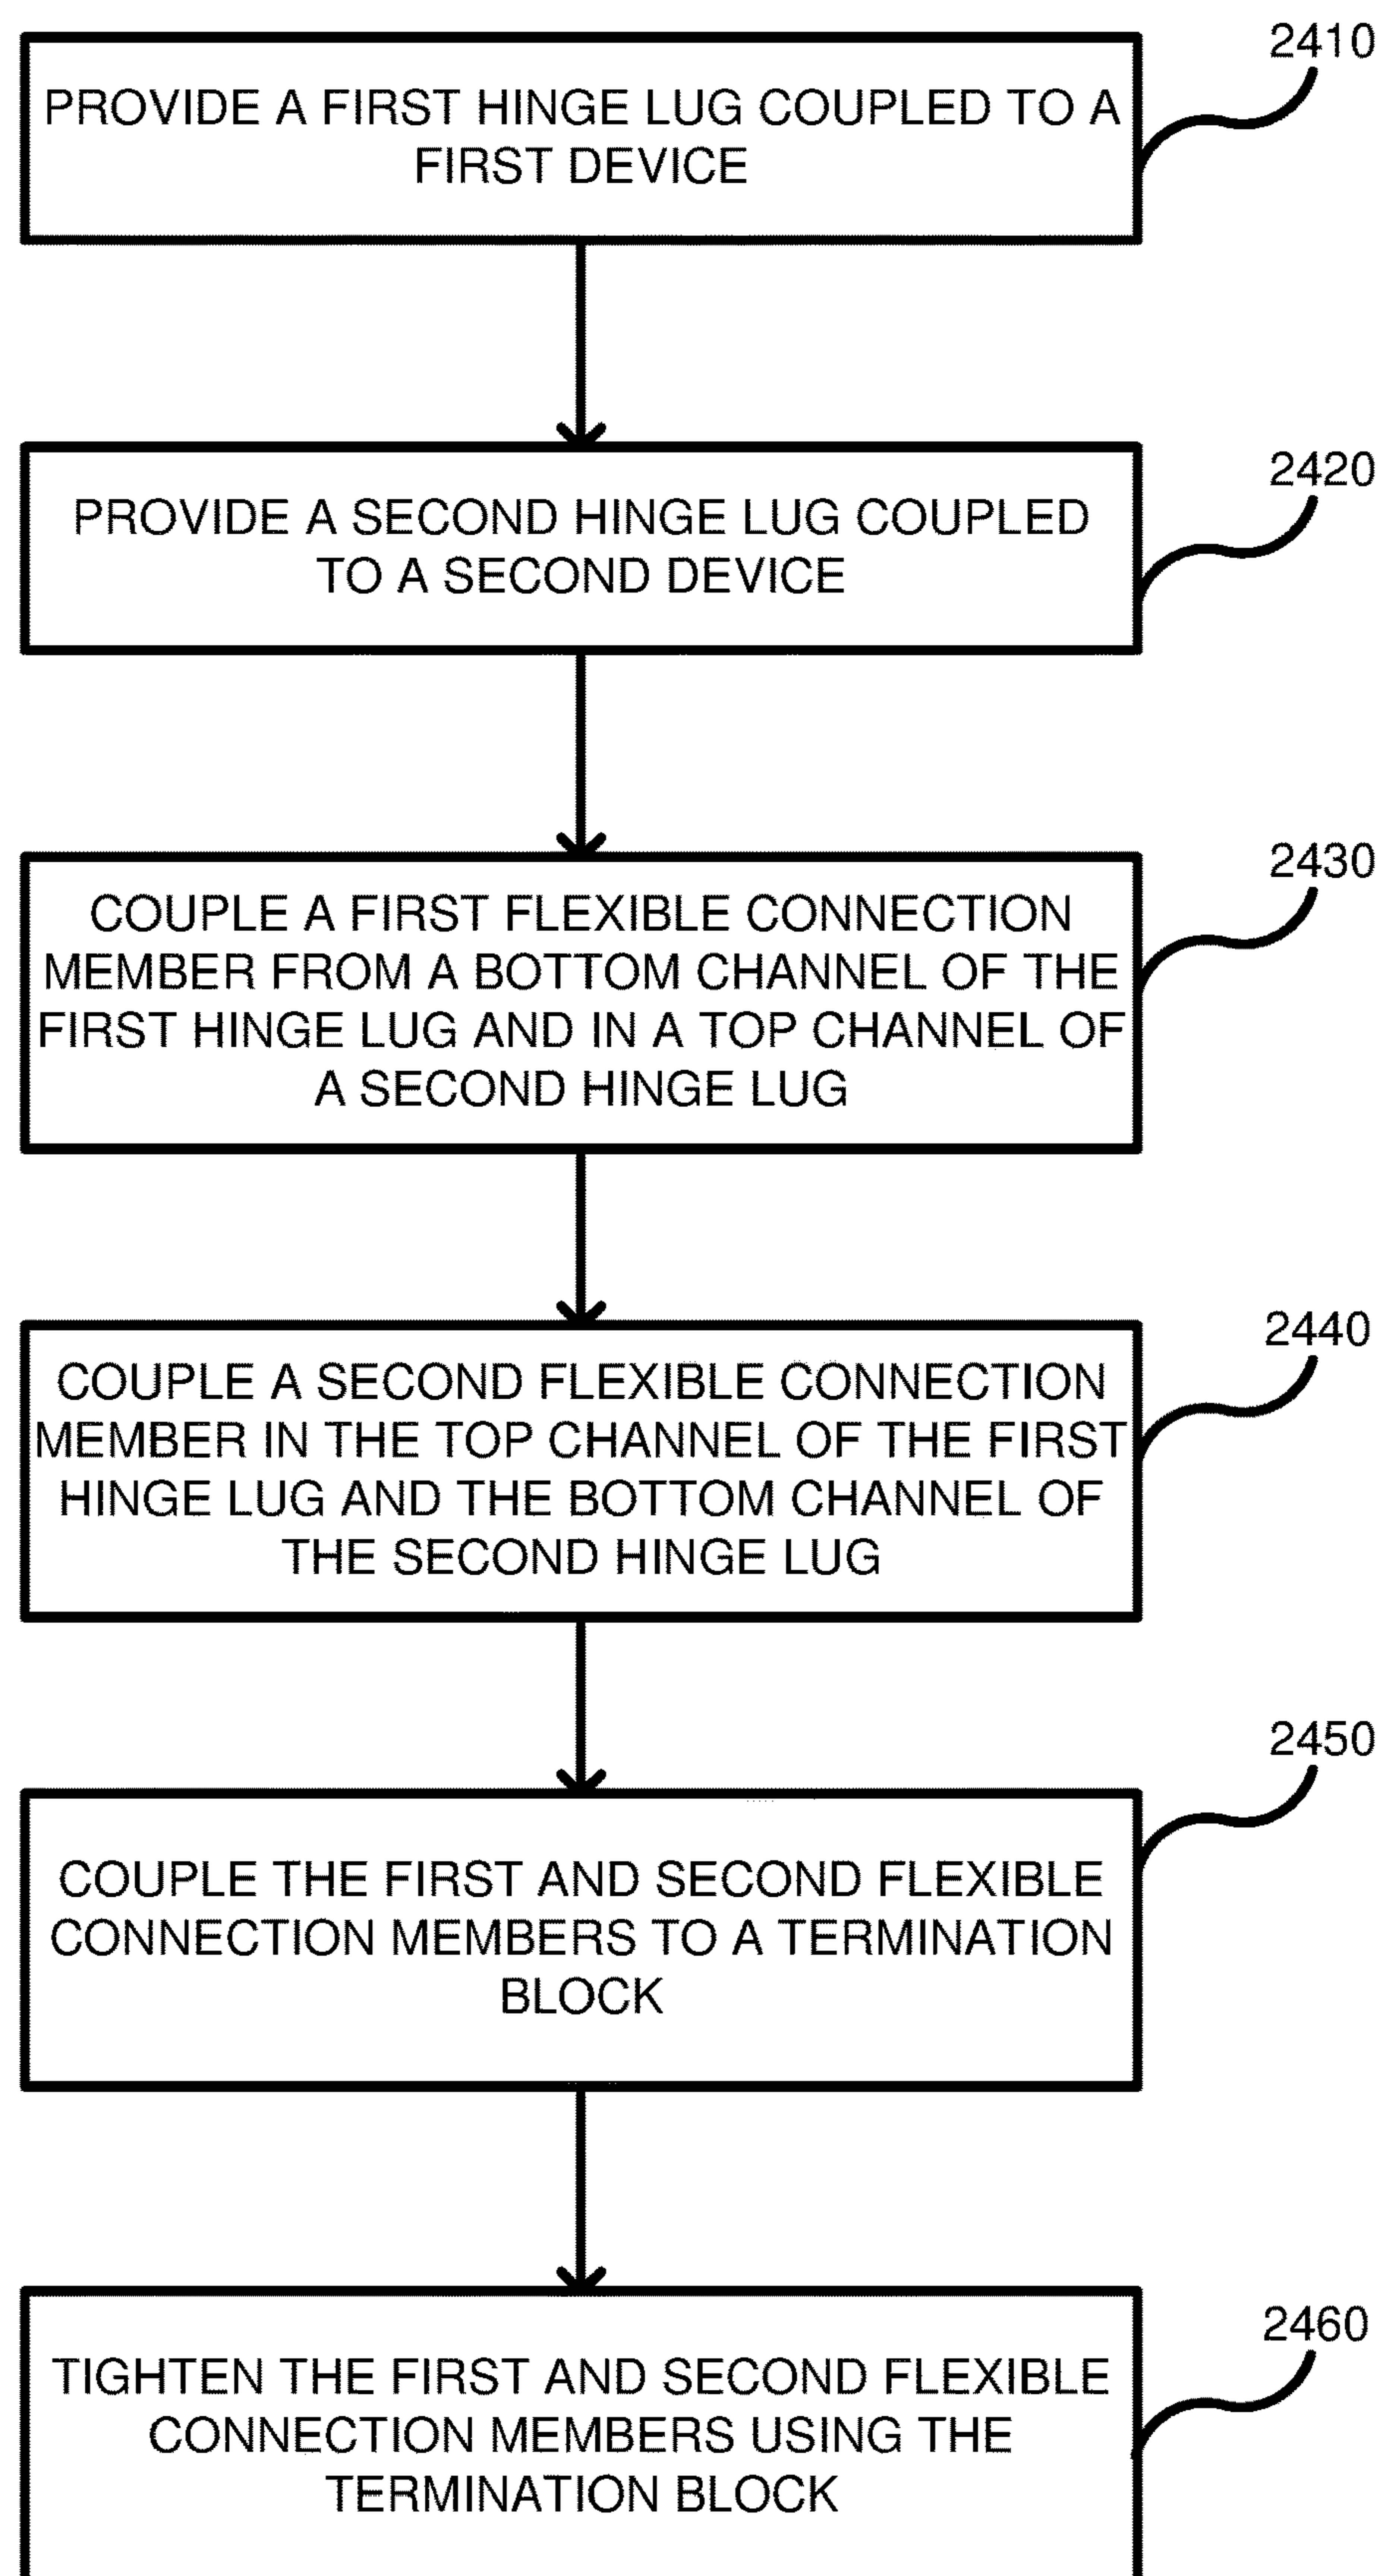 2410
PROVIDE A FIRST HINGE LUG COUPLED TO A
FIRST DEVICE
2420
PROVIDE A SECOND HINGE LUG COUPLED
TO A SECOND DEVICE
2430
COUPLE A FIRST FLEXIBLE CONNECTION
MEMBER FROM A BOTTOM CHANNEL OF THE
FIRST HINGE LUG AND IN A TOP CHANNEL OF
A SECOND HINGE LUG
2440
COUPLE A SECOND FLEXIBLE CONNECTION
MEMBER IN THE TOP CHANNEL OF THE FIRST
HINGE LUG AND THE BOTTOM CHANNEL OF
THE SECOND HINGE LUG
2450
COUPLE THE FIRST AND SECOND FLEXIBLE
CONNECTION MEMBERS TO A TERMINATION
BLOCK
2460
TIGHTEN THE FIRST AND SECOND FLEXIBLE
CONNECTION MEMBERS USING THE
TERMINATION BLOCK